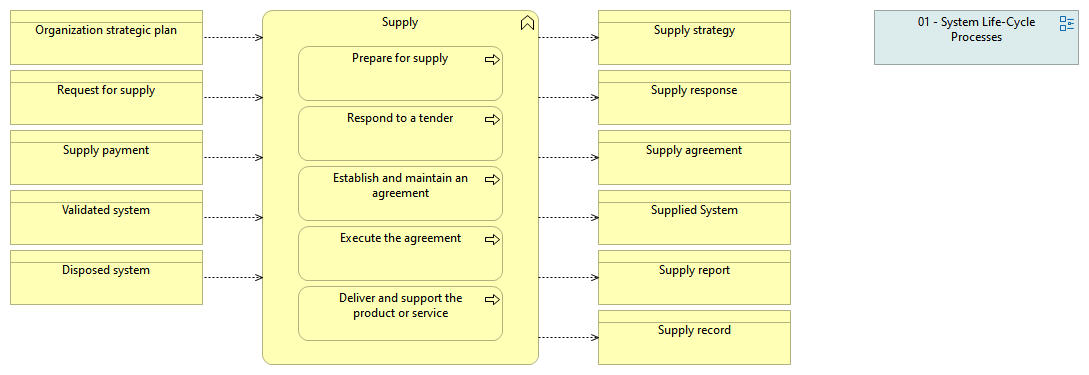 Organization strategic plan
Request for supply
Supply payment
Validated system
Disposed system
Supply
Prepare for supply
Respond to a tender
Establish and maintain an
agreement
Execute the agreement
Deliver and support the
product or service
Supply strategy
Supply response
Supply agreement
Supplied System
Supply report
Supply record
01 - System Life-Cycle
Processes